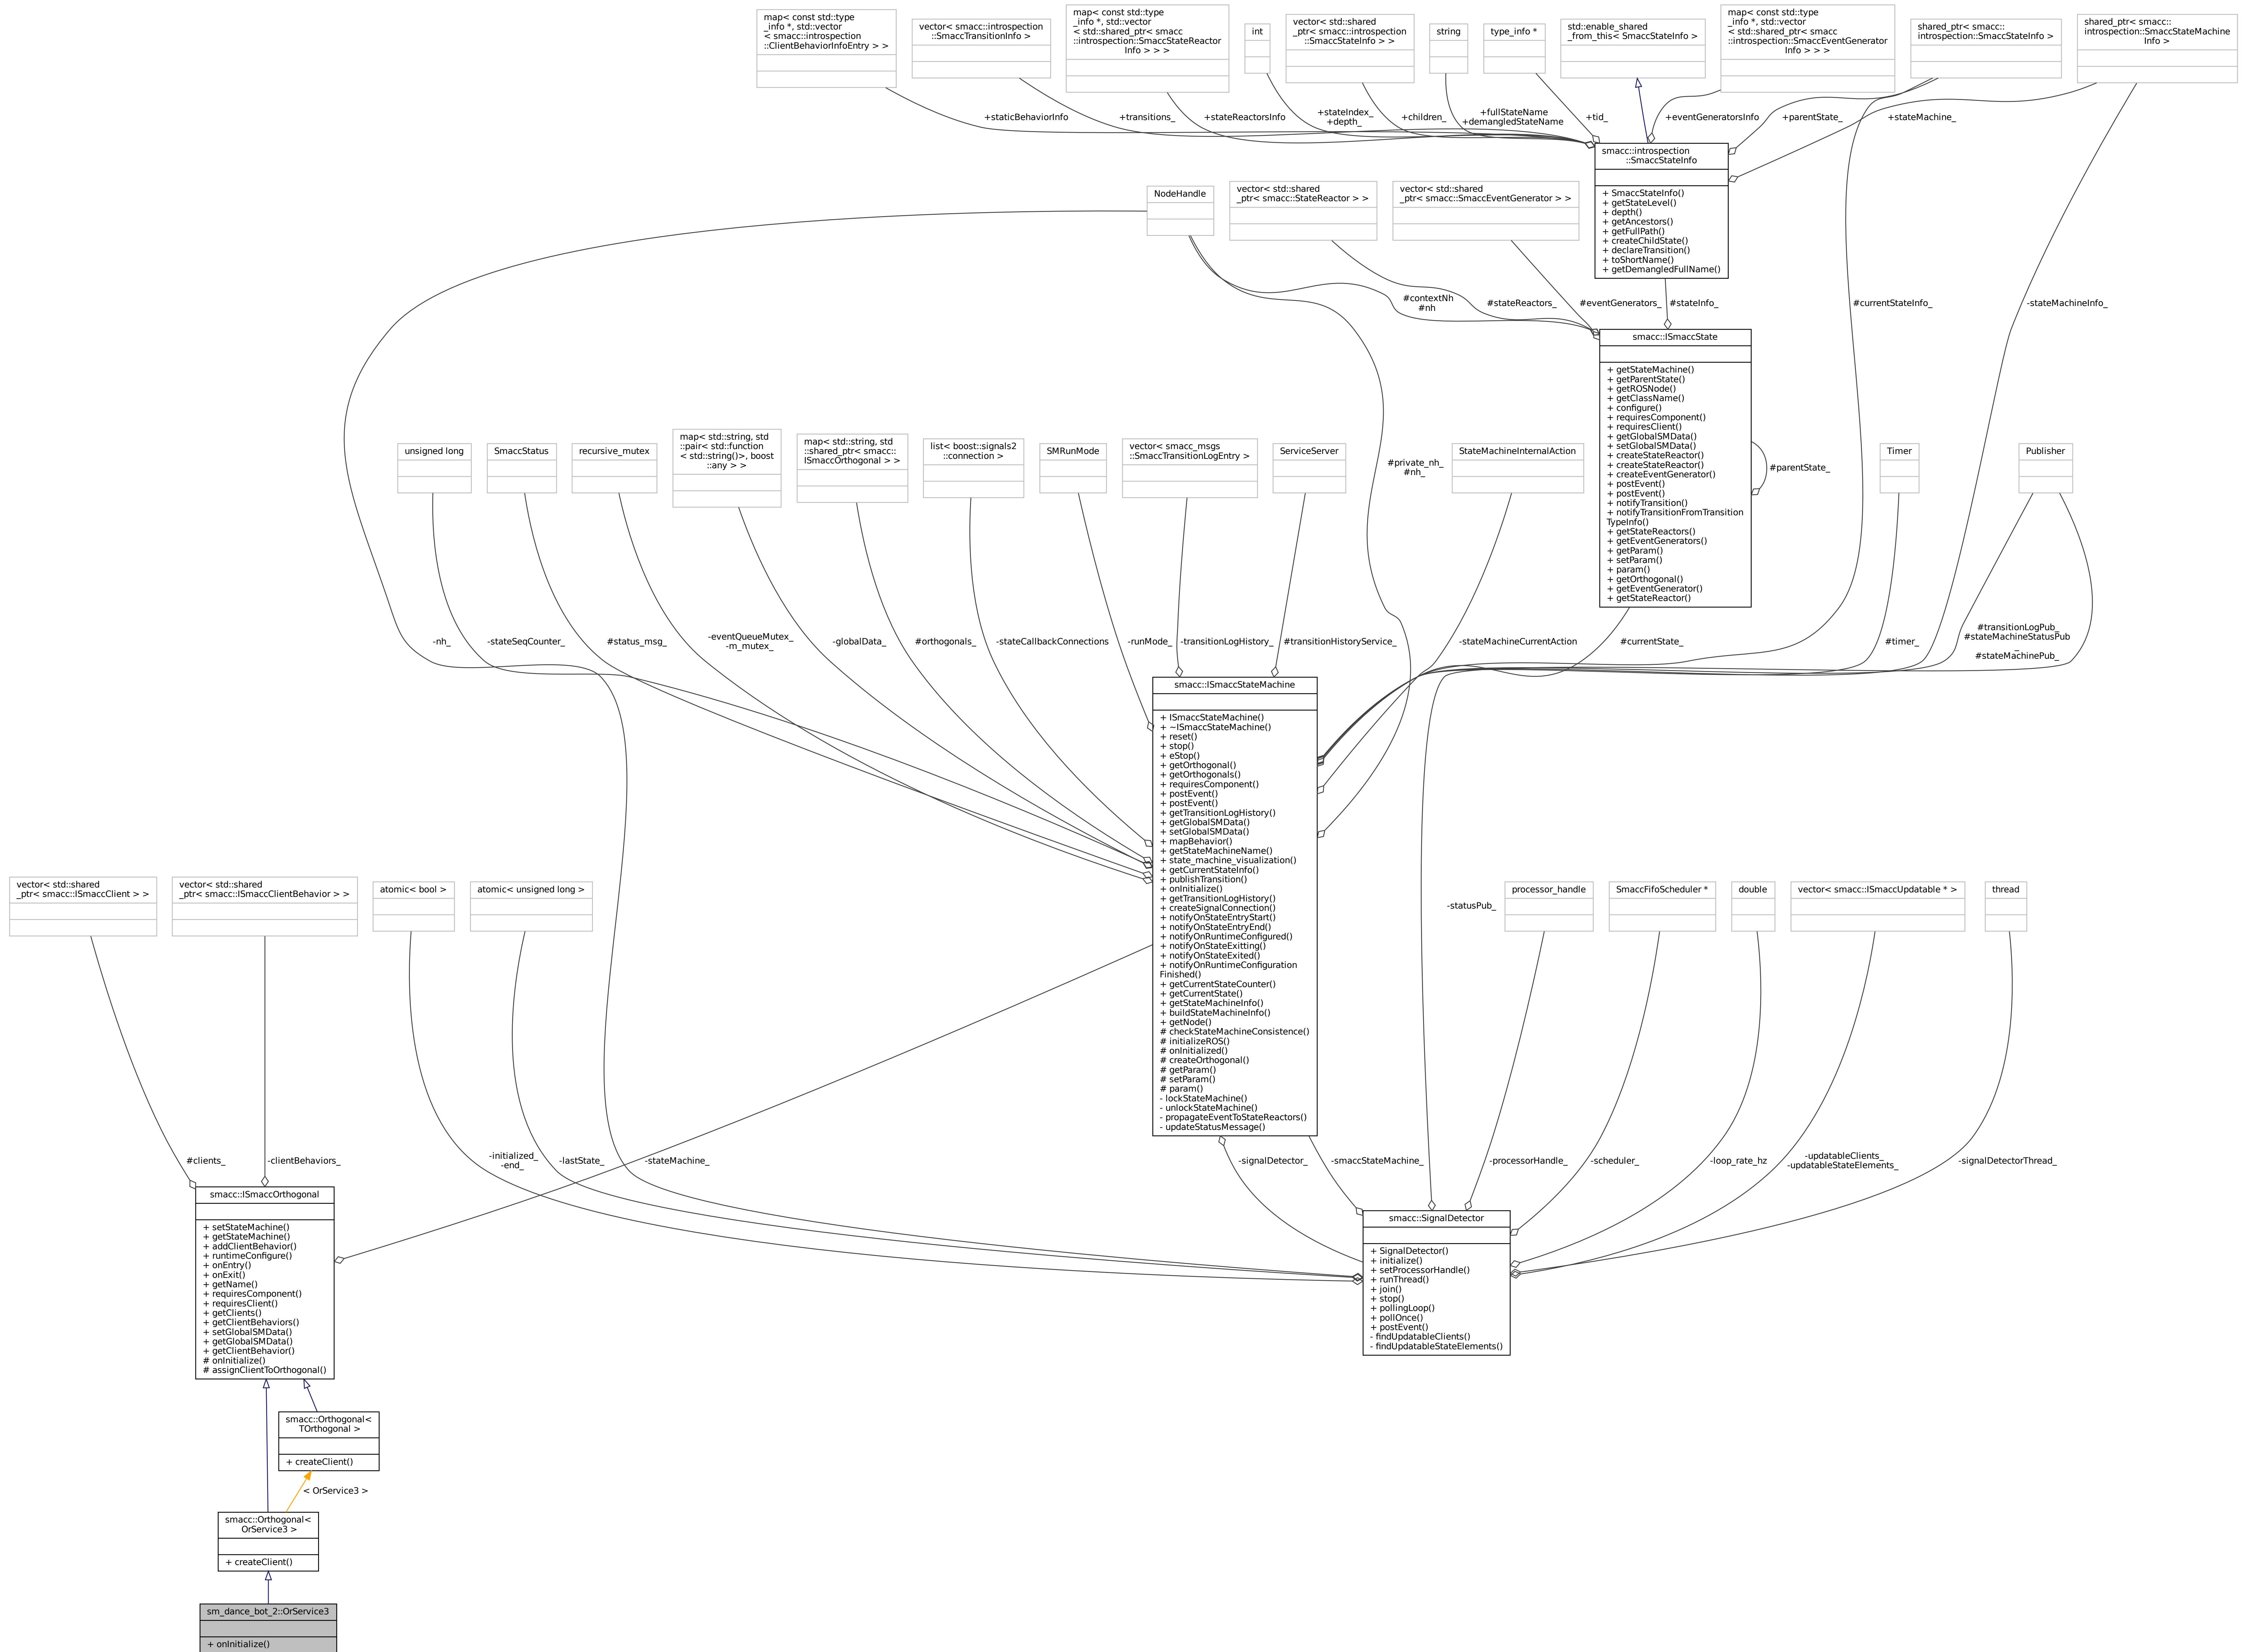 map< const std::type
_info *, std::vector
< smacc::introspection
::ClientBehaviorInfoEntry > >
vector< smacc::introspection
::SmaccTransitionInfo >
map< const std::type
_info *, std::vector
< std::shared_ptr< smacc
::introspection::SmaccStateReactor
Info > > >
int
vector< std::shared
_ptr< smacc::introspection
::SmaccStateInfo > >
string
type_info *
std::enable_shared
_from_this< SmaccStateInfo >
map< const std::type
_info *, std::vector
< std::shared_ptr< smacc
::introspection::SmaccEventGenerator
Info > > >
shared_ptr< smacc::
introspection::SmaccStateInfo >
shared_ptr< smacc::
introspection::SmaccStateMachine
Info >
+staticBehaviorInfo
+transitions_
+stateReactorsInfo
+stateIndex_
+depth_
+children_
+fullStateName
+demangledStateName
+tid_
+eventGeneratorsInfo
+parentState_
+stateMachine_
smacc::introspection
::SmaccStateInfo
+ SmaccStateInfo()
+ getStateLevel()
+ depth()
+ getAncestors()
+ getFullPath()
+ createChildState()
+ declareTransition()
+ toShortName()
+ getDemangledFullName()
NodeHandle
vector< std::shared
_ptr< smacc::StateReactor > >
vector< std::shared
_ptr< smacc::SmaccEventGenerator > >
#contextNh
#nh
#stateReactors_
#eventGenerators_
#stateInfo_
#currentStateInfo_
-stateMachineInfo_
smacc::ISmaccState
+ getStateMachine()
+ getParentState()
+ getROSNode()
+ getClassName()
+ configure()
+ requiresComponent()
+ requiresClient()
+ getGlobalSMData()
+ setGlobalSMData()
+ createStateReactor()
+ createStateReactor()
+ createEventGenerator()
+ postEvent()
+ postEvent()
+ notifyTransition()
+ notifyTransitionFromTransition
TypeInfo()
+ getStateReactors()
+ getEventGenerators()
+ getParam()
+ setParam()
+ param()
+ getOrthogonal()
+ getEventGenerator()
+ getStateReactor()
#parentState_
unsigned long
SmaccStatus
recursive_mutex
map< std::string, std
::pair< std::function
< std::string()>, boost
::any > >
map< std::string, std
::shared_ptr< smacc::
ISmaccOrthogonal > >
list< boost::signals2
::connection >
SMRunMode
vector< smacc_msgs
::SmaccTransitionLogEntry >
ServiceServer
#private_nh_
#nh_
StateMachineInternalAction
Timer
Publisher
-nh_
-stateSeqCounter_
#status_msg_
-eventQueueMutex_
-m_mutex_
-globalData_
#orthogonals_
-stateCallbackConnections
-runMode_
-transitionLogHistory_
#transitionHistoryService_
-stateMachineCurrentAction
#currentState_
#timer_
#transitionLogPub_
#stateMachineStatusPub
_
#stateMachinePub_
smacc::ISmaccStateMachine
+ ISmaccStateMachine()
+ ~ISmaccStateMachine()
+ reset()
+ stop()
+ eStop()
+ getOrthogonal()
+ getOrthogonals()
+ requiresComponent()
+ postEvent()
+ postEvent()
+ getTransitionLogHistory()
+ getGlobalSMData()
+ setGlobalSMData()
+ mapBehavior()
+ getStateMachineName()
+ state_machine_visualization()
+ getCurrentStateInfo()
+ publishTransition()
+ onInitialize()
+ getTransitionLogHistory()
+ createSignalConnection()
+ notifyOnStateEntryStart()
+ notifyOnStateEntryEnd()
+ notifyOnRuntimeConfigured()
+ notifyOnStateExitting()
+ notifyOnStateExited()
+ notifyOnRuntimeConfiguration
Finished()
+ getCurrentStateCounter()
+ getCurrentState()
+ getStateMachineInfo()
+ buildStateMachineInfo()
+ getNode()
# checkStateMachineConsistence()
# initializeROS()
# onInitialized()
# createOrthogonal()
# getParam()
# setParam()
# param()
- lockStateMachine()
- unlockStateMachine()
- propagateEventToStateReactors()
- updateStatusMessage()
vector< std::shared
_ptr< smacc::ISmaccClient > >
vector< std::shared
_ptr< smacc::ISmaccClientBehavior > >
atomic< bool >
atomic< unsigned long >
-statusPub_
processor_handle
SmaccFifoScheduler *
double
vector< smacc::ISmaccUpdatable * >
thread
#clients_
-clientBehaviors_
-initialized_
-end_
-lastState_
-stateMachine_
-signalDetector_
-smaccStateMachine_
-processorHandle_
-scheduler_
-loop_rate_hz
-updatableClients_
-updatableStateElements_
-signalDetectorThread_
smacc::ISmaccOrthogonal
+ setStateMachine()
+ getStateMachine()
+ addClientBehavior()
+ runtimeConfigure()
+ onEntry()
+ onExit()
+ getName()
+ requiresComponent()
+ requiresClient()
+ getClients()
+ getClientBehaviors()
+ setGlobalSMData()
+ getGlobalSMData()
+ getClientBehavior()
# onInitialize()
# assignClientToOrthogonal()
smacc::SignalDetector
+ SignalDetector()
+ initialize()
+ setProcessorHandle()
+ runThread()
+ join()
+ stop()
+ pollingLoop()
+ pollOnce()
+ postEvent()
- findUpdatableClients()
- findUpdatableStateElements()
smacc::Orthogonal<
TOrthogonal >
+ createClient()
< OrService3 >
smacc::Orthogonal<
OrService3 >
+ createClient()
sm_dance_bot_2::OrService3
+ onInitialize()